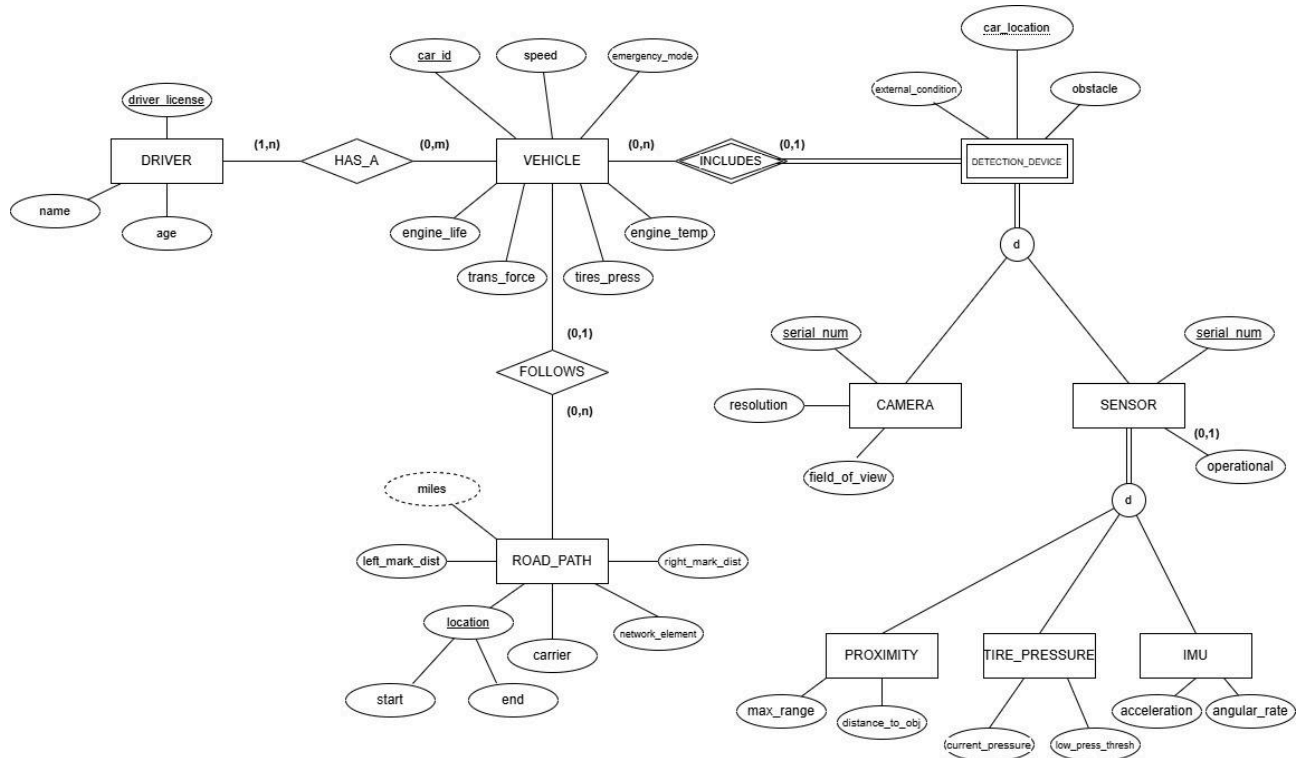 car_location
car_id
speed
emergency_mode
external_condition
obstacle
driver_license
(1,n)
(0,m)
(0,n)
(0,1)
DRIVER
HAS_A
VEHICLE
INCLUDES
DETECTION_DEVICE
name
age
engine_life
engine_temp
trans_force
tires_press
d
(0,1)
FOLLOWS
(0,n)
serial_num
serial_num
resolution
CAMERA
SENSOR
(0,1)
field_of_view
operational
miles
d
left_mark_dist
ROAD_PATH
right_mark_dist
location
network_element
carrier
start
end
PROXIMITY
TIRE_PRESSURE
IMU
max_range
distance_to_obj
acceleration
angular_rate
current_pressure
low_press_thresh